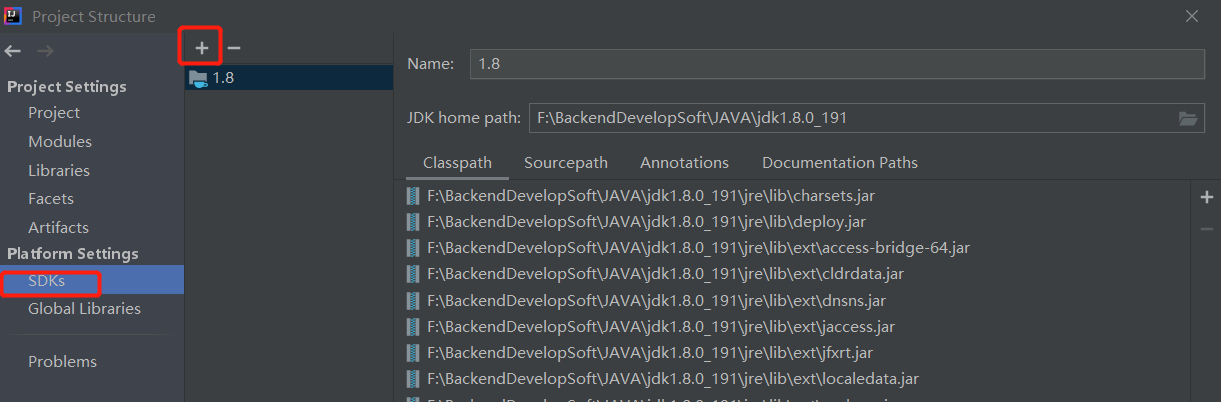 Project Structure
Project Settings
Project
Modules
Libraries
Facets
Artifacts
Platform Settings
SDKs
Global Libraries
Problems
1.8
Name: 1.8
JDK home path: F:\BackendDevelopSoft\JAVA\jdk1.8.0_191
Classpath Sourcepath Annotations Documentation Paths
F:\BackendDevelopSoft\JAVA\jdk1.8.0_191\jre\lib\charsets.jar
F:\BackendDevelopSoft\JAVA\jdk1.8.0_191\jre\lib\deploy.jar
F:\BackendDevelopSoft\JAVA\jdk1.8.0_191\jre\lib\ext\access-bridge-64.jar
F:\BackendDevelopSoft\JAVA\jdk1.8.0_191\jre\lib\ext\cldrdata.jar
F:\BackendDevelopSoft\JAVA\jdk1.8.0_191\jre\lib\ext\dnsns.jar
F:\BackendDevelopSoft\JAVA\jdk1.8.0_191\jre\lib\ext\jaccess.jar
F:\BackendDevelopSoft\JAVA\jdk1.8.0_191\jre\lib\ext\jfxrt.jar
F:\BackendDevelopSoft\JAVA\jdk1.8.0_191\jre\lib\ext\localedata.jar